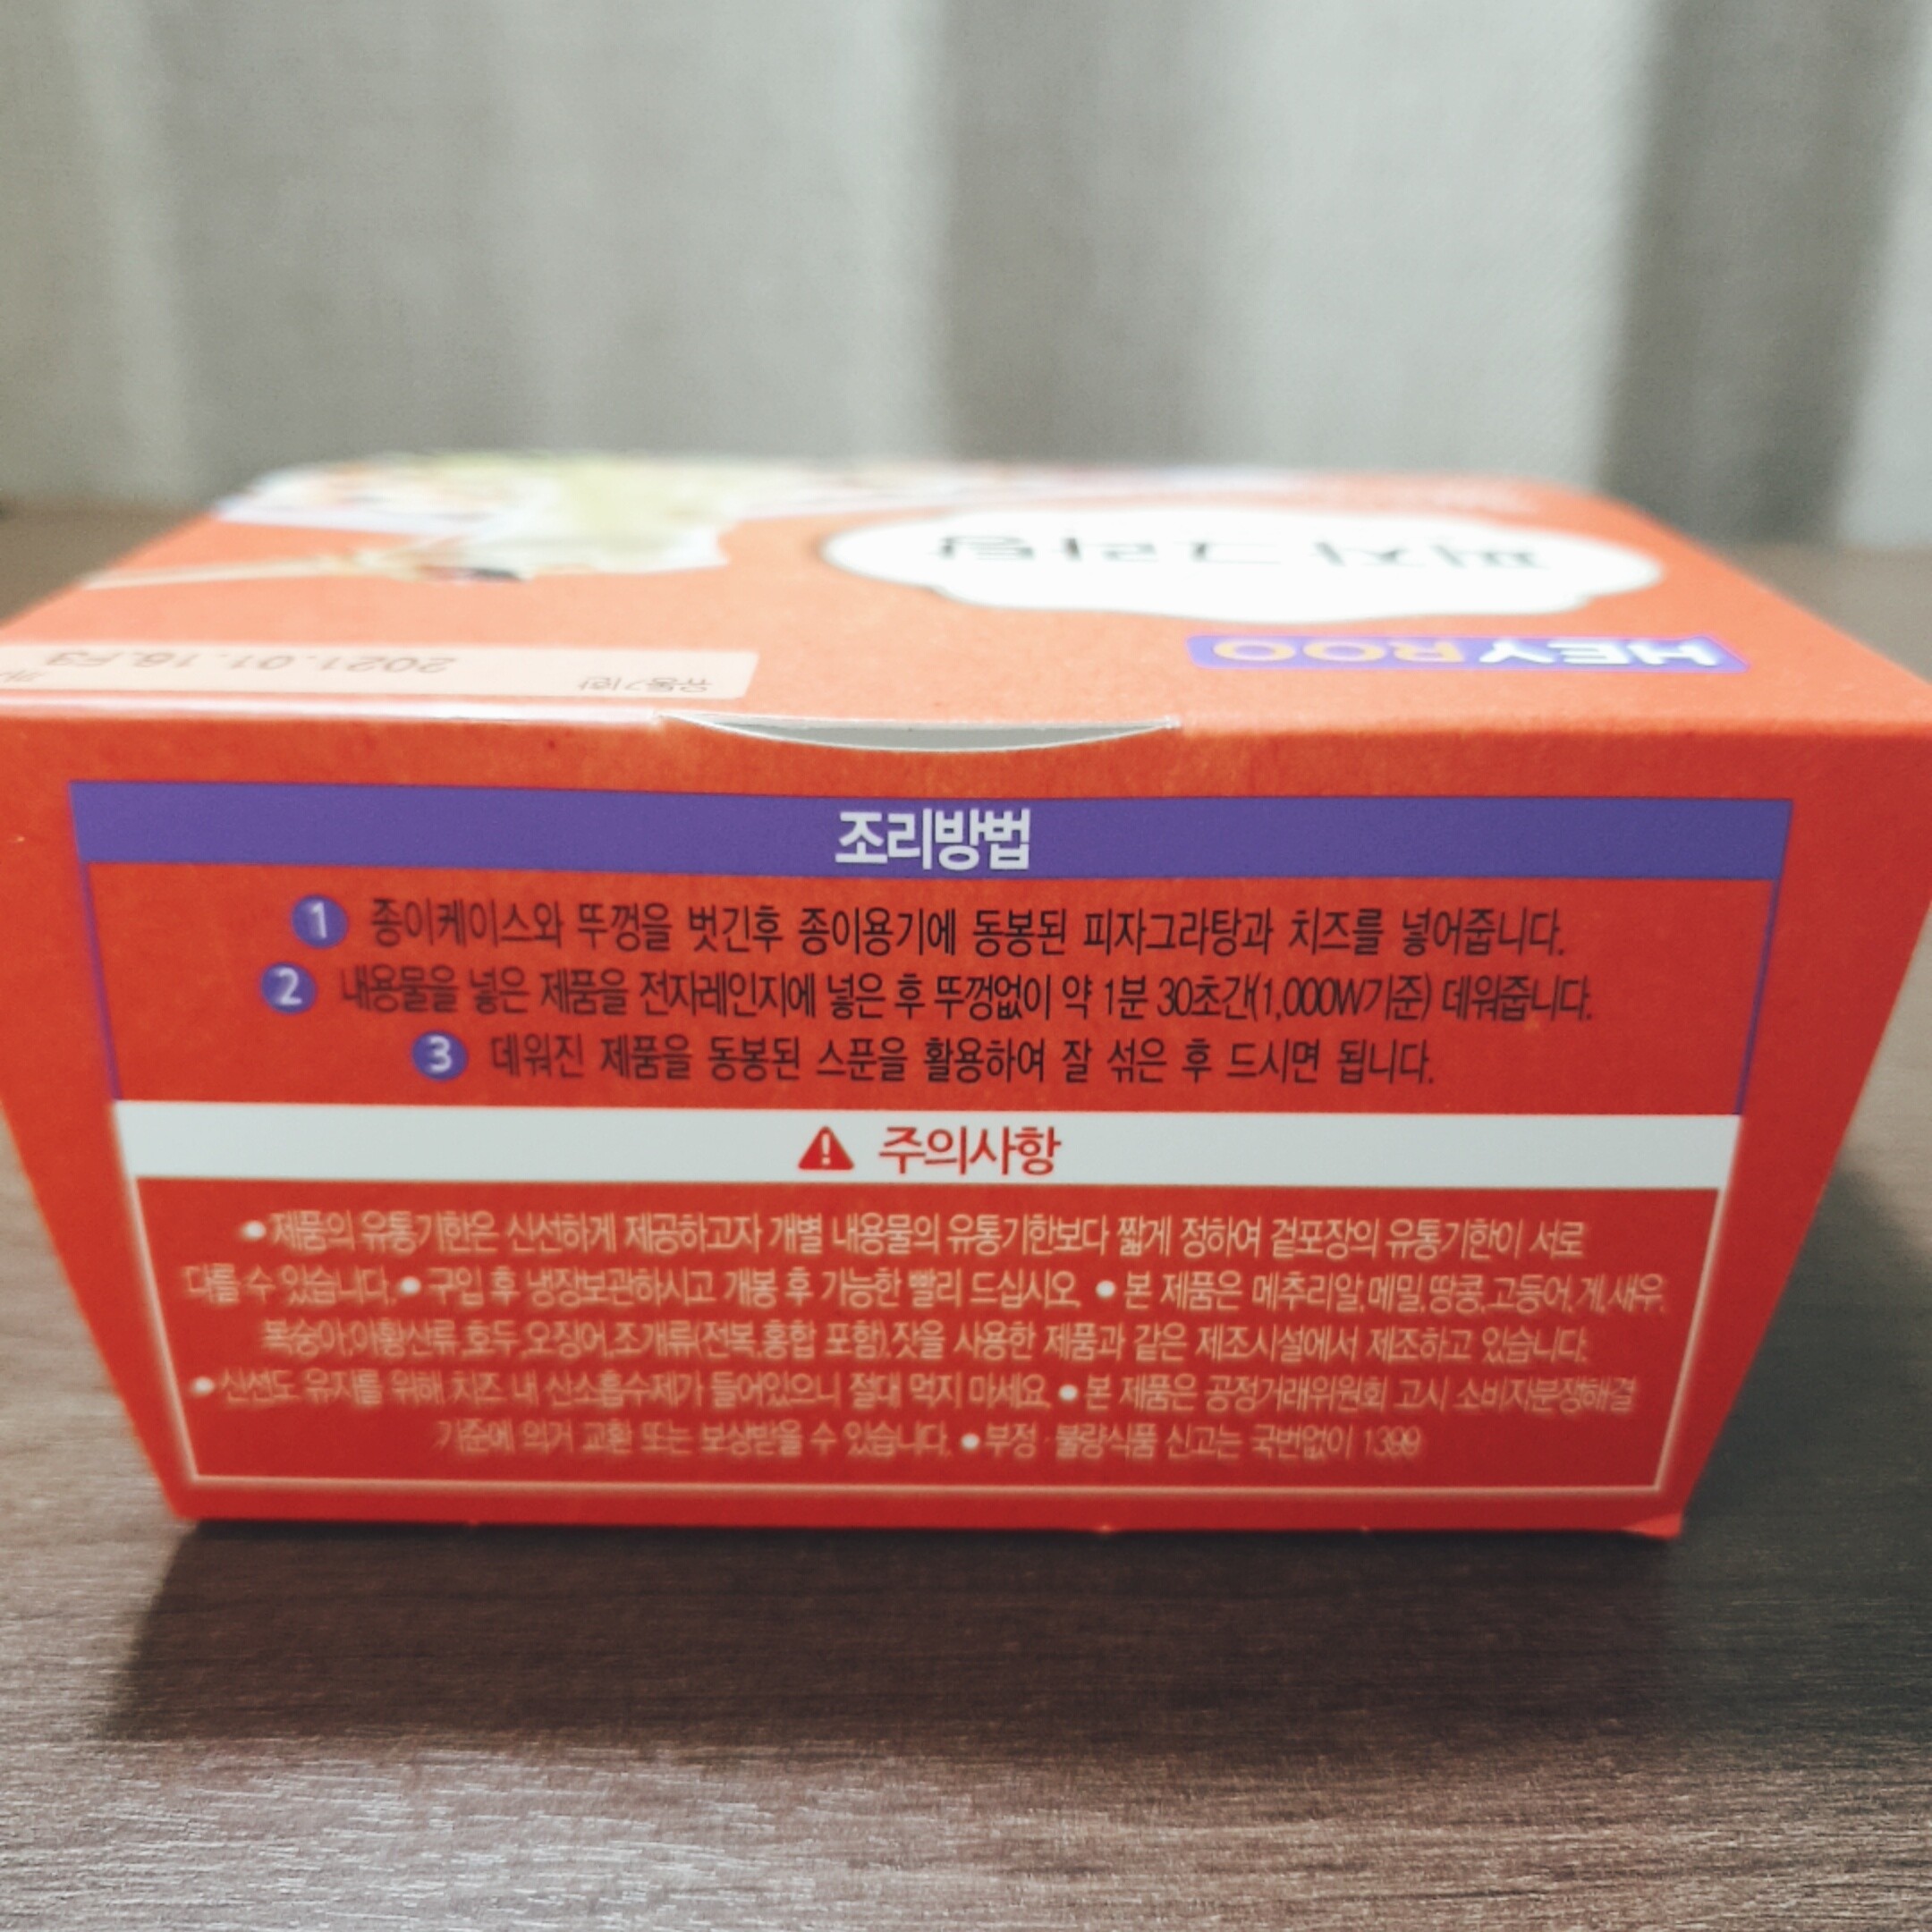 피자그라탕
HEYROO
유통기한 2021.01.16.F3 까지
조리방법
1 종이케이스와 뚜껑을 벗긴후 종이용기에 동봉된 피자그라탕과 치즈를 넣어줍니다.
2 내용물을 넣은 제품을 전자레인지에 넣은 후 뚜껑없이 약 1분 30초간(1,000W기준) 데워줍니다.
3 데워진 제품을 동봉된 스푼을 활용하여 잘 섞은 후 드시면 됩니다.
주의사항
● 제품의 유통기한은 신선하게 제공하고자 개별 내용물의 유통기한보다 짧게 정하여 겉포장의 유통기한이 서로
다를 수 있습니다. ● 구입 후 냉장보관하시고 개봉 후 가능한 빨리 드십시오. ● 본 제품은 메추리알,메밀,땅콩,고등어,게,새우,
복숭아,아황산류,호두,오징어,조개류(전복,홍합 포함),잣을 사용한 제품과 같은 제조시설에서 제조하고 있습니다.
● 신선도 유지를 위해 치즈 내 산소흡수제가 들어있으니 절대 먹지 마세요. ● 본 제품은 공정거래위원회 고시 소비자분쟁해결
기준에 의거 교환 또는 보상받을 수 있습니다. ● 부정·불량식품 신고는 국번없이 1399